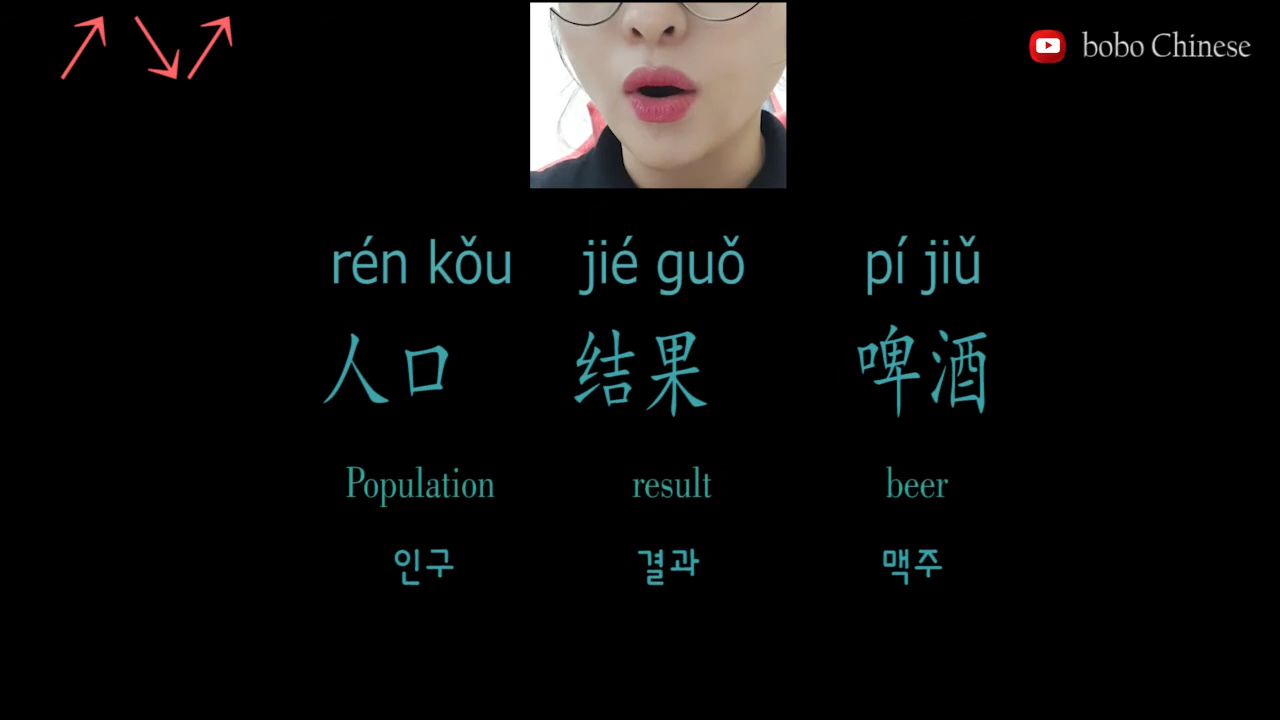 bobo Chinese
rén kǒu jié guǒ pí jiǔ
人口 结果 啤酒
Population result beer
인구 결과 맥주